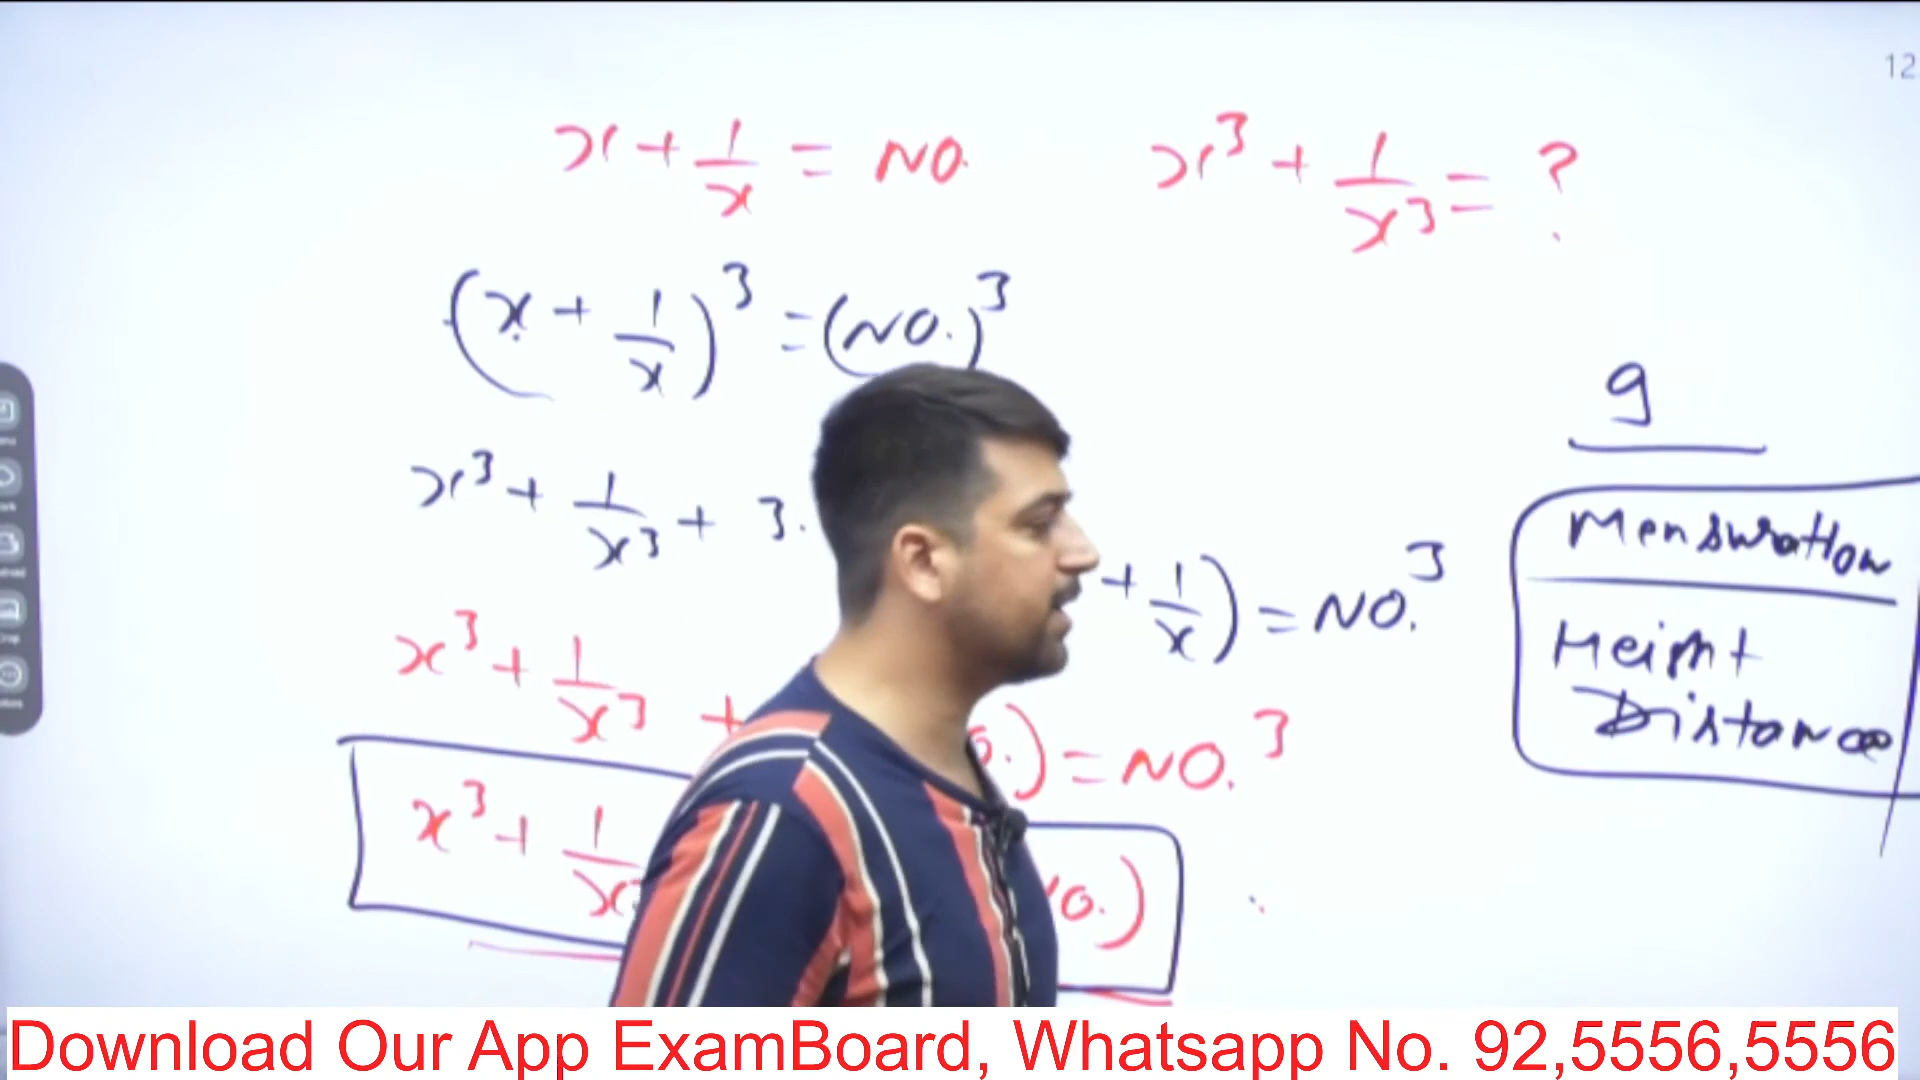 12
x + 1/x = NO. x³ + 1/x³ = ?
(x + 1/x)³ = (NO.)³
9
x³ + 1/x³ + 3. + 1/x) = NO.³
Mensuration
Height
Distance
x³ + 1/x³ + o.) = NO.³
x³ + 1/x o.)
Download Our App ExamBoard, Whatsapp No. 92,5556,5556